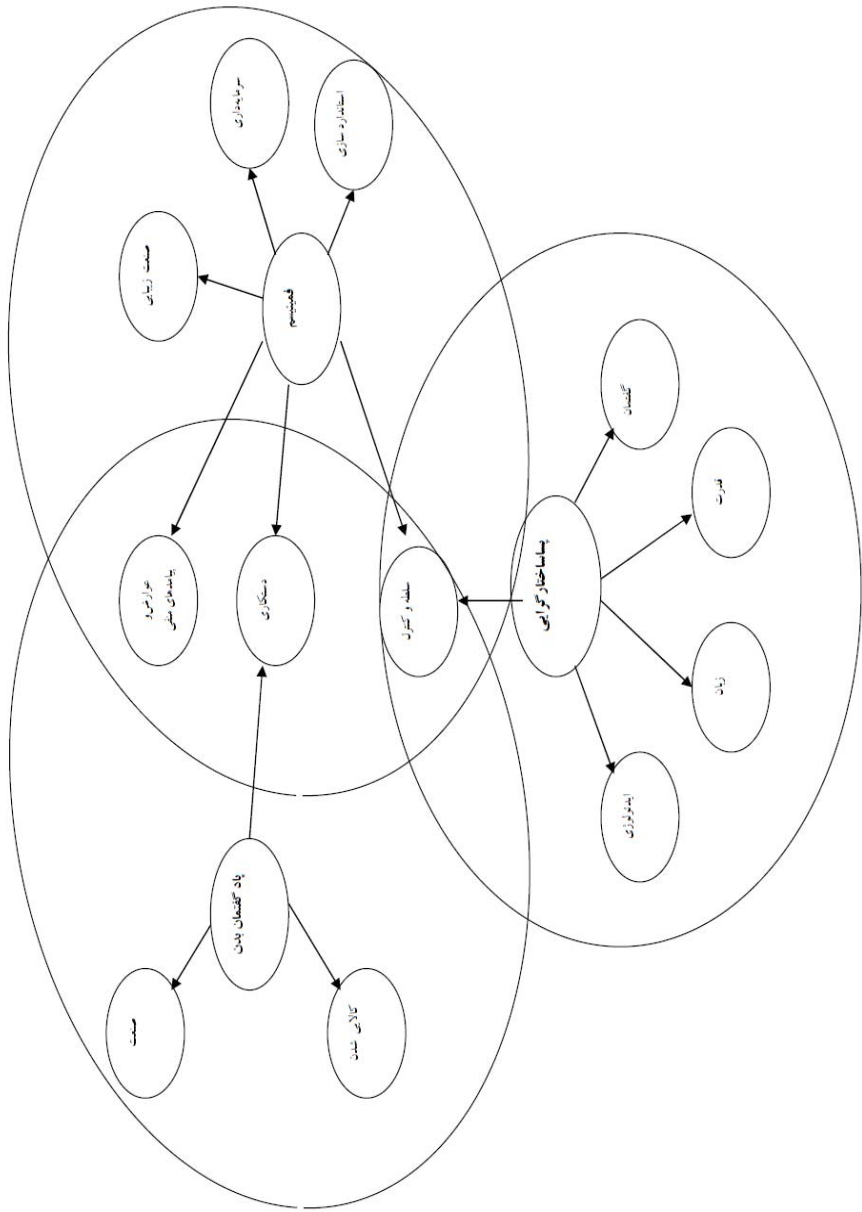 سرمایه‌داری
استاندارد سازی
صنعت زیبایی
فمینیسم
گفتمان
قدرت
عوارض و
پیامدهای منفی
دستکاری
سلطه و کنترل
پساساختارگرایی
زبان
ایدئولوژی
پاد گفتمان بدن
صنعت
کالایی شدن